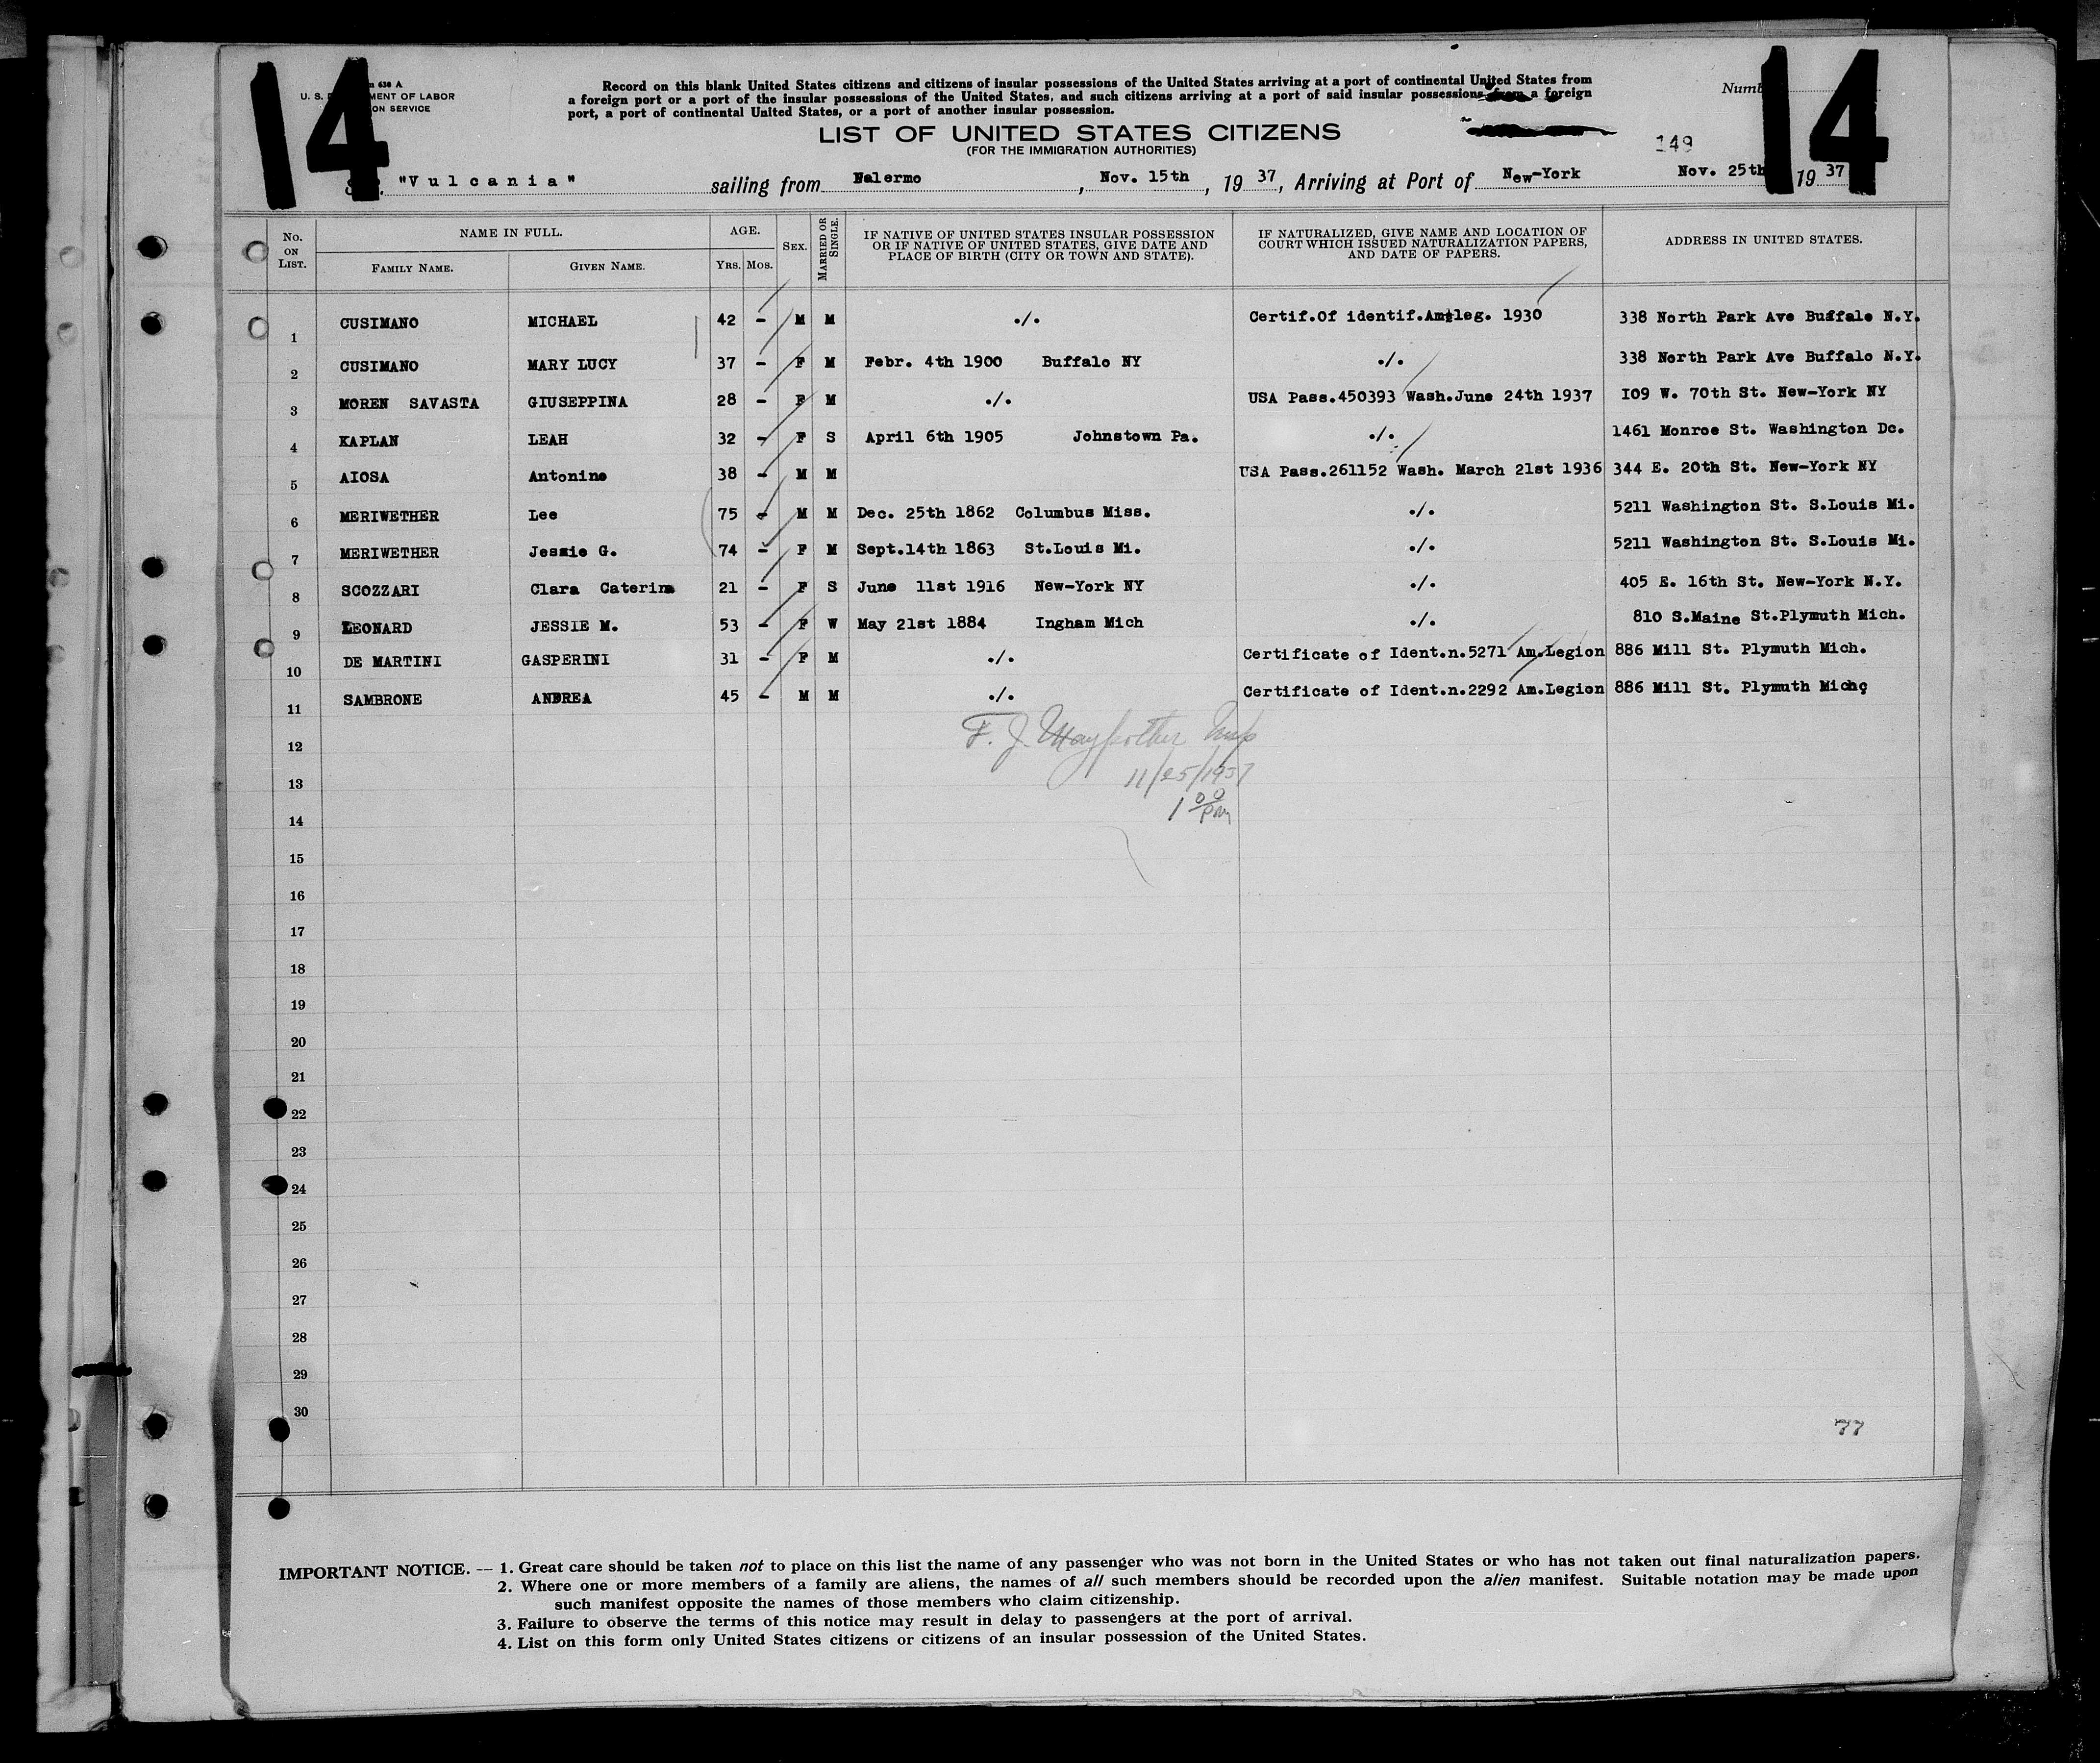 14 14
630 A
U. S. MENT OF LABOR
ON SERVICE
Record on this blank United States citizens and citizens of insular possessions of the United States arriving at a port of continental United States from
a foreign port or a port of the insular possessions of the United States, and such citizens arriving at a port of said insular possessions from a foreign
port, a port of continental United States, or a port of another insular possession.
Numb
LIST OF UNITED STATES CITIZENS
(FOR THE IMMIGRATION AUTHORITIES)
149
"Vulcania" sailing from Nalermo, Nov. 15th, 19 37, Arriving at Port of New-York Nov. 25th 19 37
No. ON LIST. NAME IN FULL. FAMILY NAME. GIVEN NAME. AGE. YRS. MOS. SEX. MARRIED OR SINGLE. IF NATIVE OF UNITED STATES INSULAR POSSESSION OR IF NATIVE OF UNITED STATES, GIVE DATE AND PLACE OF BIRTH (CITY OR TOWN AND STATE). IF NATURALIZED, GIVE NAME AND LOCATION OF COURT WHICH ISSUED NATURALIZATION PAPERS, AND DATE OF PAPERS. ADDRESS IN UNITED STATES.
1 CUSIMANO MICHAEL 42 - M M ./. Certif.Of identif.Am.leg. 1930 338 North Park Ave Buffalo N.Y.
2 CUSIMANO MARY LUCY 37 - F M Febr. 4th 1900 Buffalo NY ./. 338 North Park Ave Buffalo N.Y.
3 MOREN SAVASTA GIUSEPPINA 28 - F M ./. USA Pass.450393 Wash.June 24th 1937 I09 W. 70th St. New-York NY
4 KAPLAN LEAH 32 - F S April 6th 1905 Johnstown Pa. ./. 1461 Monroe St. Washington Dc.
5 AIOSA Antonino 38 - M M USA Pass.261152 Wash. March 21st 1936 344 E. 20th St. New-York NY
6 MERIWETHER Lee 75 - M M Dec. 25th 1862 Columbus Miss. ./. 5211 Washington St. S.Louis Mi.
7 MERIWETHER Jessie G. 74 - F M Sept.14th 1863 St.Louis Mi. ./. 5211 Washington St. S.Louis Mi.
8 SCOZZARI Clara Caterina 21 - F S June 11st 1916 New-York NY ./. 405 E. 16th St. New-York N.Y.
9 LEONARD JESSIE M. 53 - F W May 21st 1884 Ingham Mich ./. 810 S.Maine St.Plymuth Mich.
10 DE MARTINI GASPERINI 31 - F M ./. Certificate of Ident.n.5271 Am.Legion 886 Mill St. Plymuth Mich.
11 SAMBRONE ANDREA 45 - M M ./. Certificate of Ident.n.2292 Am.Legion 886 Mill St. Plymuth Michç
12 F. J.
13 11/25/1937
14 1 00 pm
15
16
17
18
19
20
21
22
23
24
25
26
27
28
29
30
77
IMPORTANT NOTICE. — 1. Great care should be taken not to place on this list the name of any passenger who was not born in the United States or who has not taken out final naturalization papers.
2. Where one or more members of a family are aliens, the names of all such members should be recorded upon the alien manifest. Suitable notation may be made upon
such manifest opposite the names of those members who claim citizenship.
3. Failure to observe the terms of this notice may result in delay to passengers at the port of arrival.
4. List on this form only United States citizens or citizens of an insular possession of the United States.